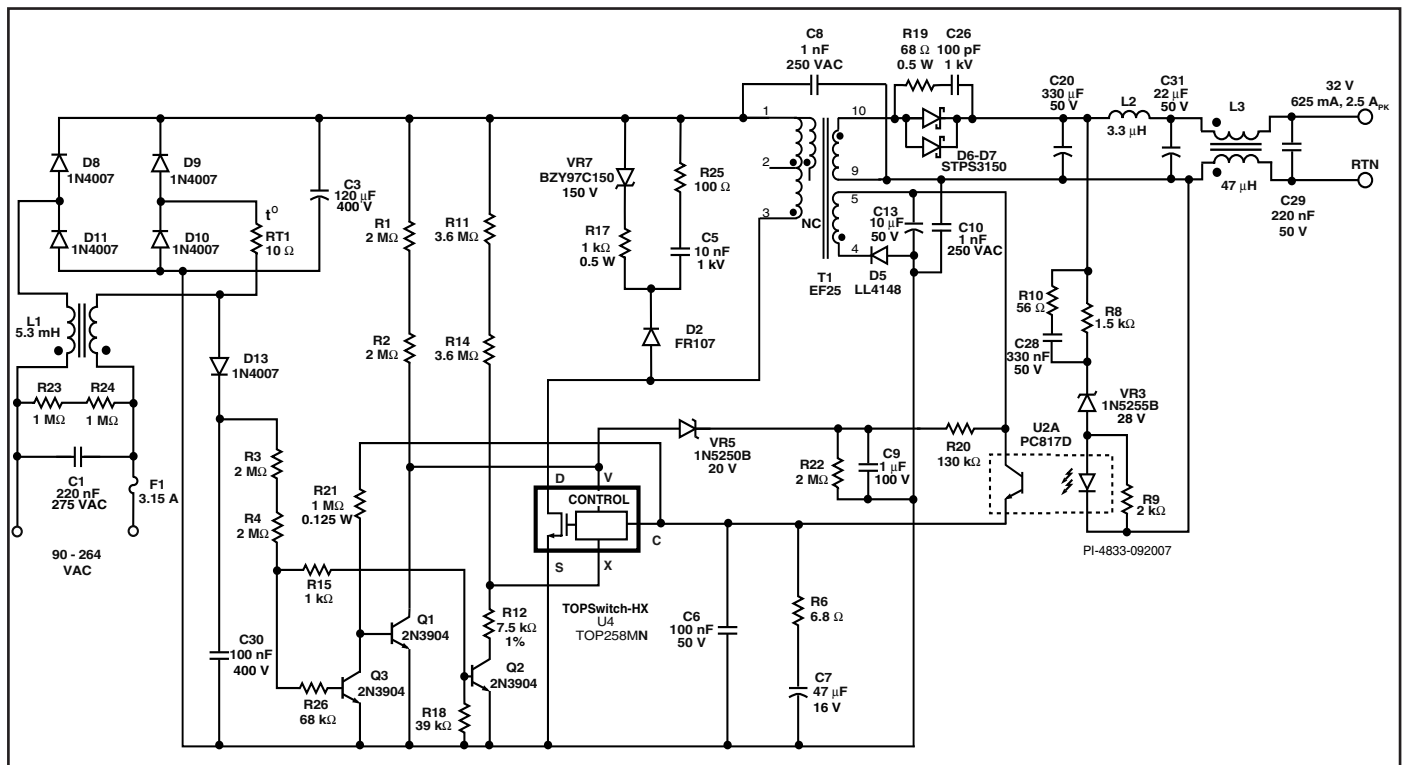 C8
1 nF
250 VAC
R19
68 Ω
0.5 W
C26
100 pF
1 kV
C20
330 μF
50 V
C31
22 μF
50 V
L2
3.3 μH
L3
47 μH
32 V
625 mA, 2.5 A_PK
RTN
C29
220 nF
50 V
D8
1N4007
D9
1N4007
D11
1N4007
D10
1N4007
C3
120 μF
400 V
t°
RT1
10 Ω
R1
2 MΩ
R11
3.6 MΩ
VR7
BZY97C150
150 V
R25
100 Ω
R17
1 kΩ
0.5 W
C5
10 nF
1 kV
1
2
3
NC
10
9
5
4
D6-D7
STPS3150
C13
10 μF
50 V
C10
1 nF
250 VAC
D5
LL4148
T1
EF25
L1
5.3 mH
D13
1N4007
R2
2 MΩ
R14
3.6 MΩ
D2
FR107
R10
56 Ω
R8
1.5 kΩ
C28
330 nF
50 V
VR3
1N5255B
28 V
R23
1 MΩ
R24
1 MΩ
C1
220 nF
275 VAC
F1
3.15 A
90 - 264
VAC
R3
2 MΩ
R4
2 MΩ
R21
1 MΩ
0.125 W
VR5
1N5250B
20 V
R22
2 MΩ
C9
1 μF
100 V
R20
130 kΩ
U2A
PC817D
R9
2 kΩ
PI-4833-092007
D
V
CONTROL
C
S
X
TOPSwitch-HX
U4
TOP258MN
R15
1 kΩ
C30
100 nF
400 V
R26
68 kΩ
Q3
2N3904
Q1
2N3904
R18
39 kΩ
R12
7.5 kΩ
1%
Q2
2N3904
C6
100 nF
50 V
R6
6.8 Ω
C7
47 μF
16 V